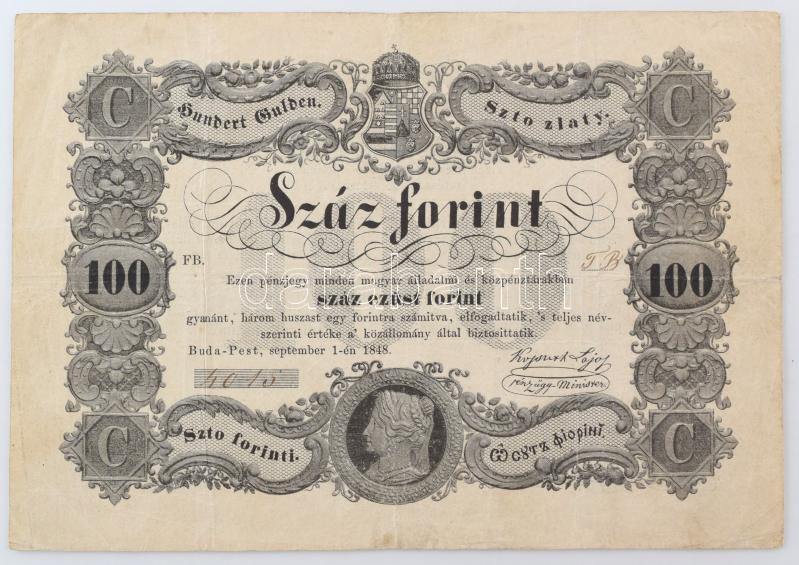 C
C
Hundert Gulden.
Szto zlaty.
Száz forint
FB.
T B
100
100
Ezen pénzjegy minden magyar álladalmi és közpénztárakban
száz ezüst forint
gyanánt, három huszast egy forintra számitva, elfogadtatik, 's teljes név-
szerinti értéke a' közállomány által biztosittatik.
Buda-Pest, september 1-én 1848.
Kossuth Lajos
pénzügy-Minister
Szto forinti.
C
C